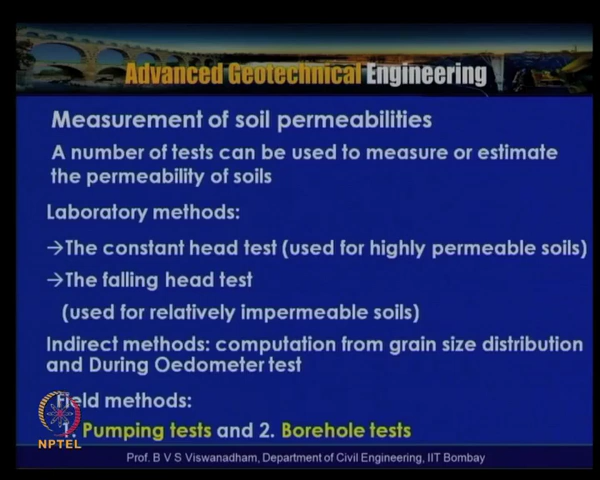 Advanced Geotechnical Engineering
Measurement of soil permeabilities
A number of tests can be used to measure or estimate
the permeability of soils
Laboratory methods:
→The constant head test (used for highly permeable soils)
→The falling head test
(used for relatively impermeable soils)
Indirect methods: computation from grain size distribution
and During Oedometer test
Field methods:
1. Pumping tests and 2. Borehole tests
NPTEL
Prof. B V S Viswanadham, Department of Civil Engineering, IIT Bombay